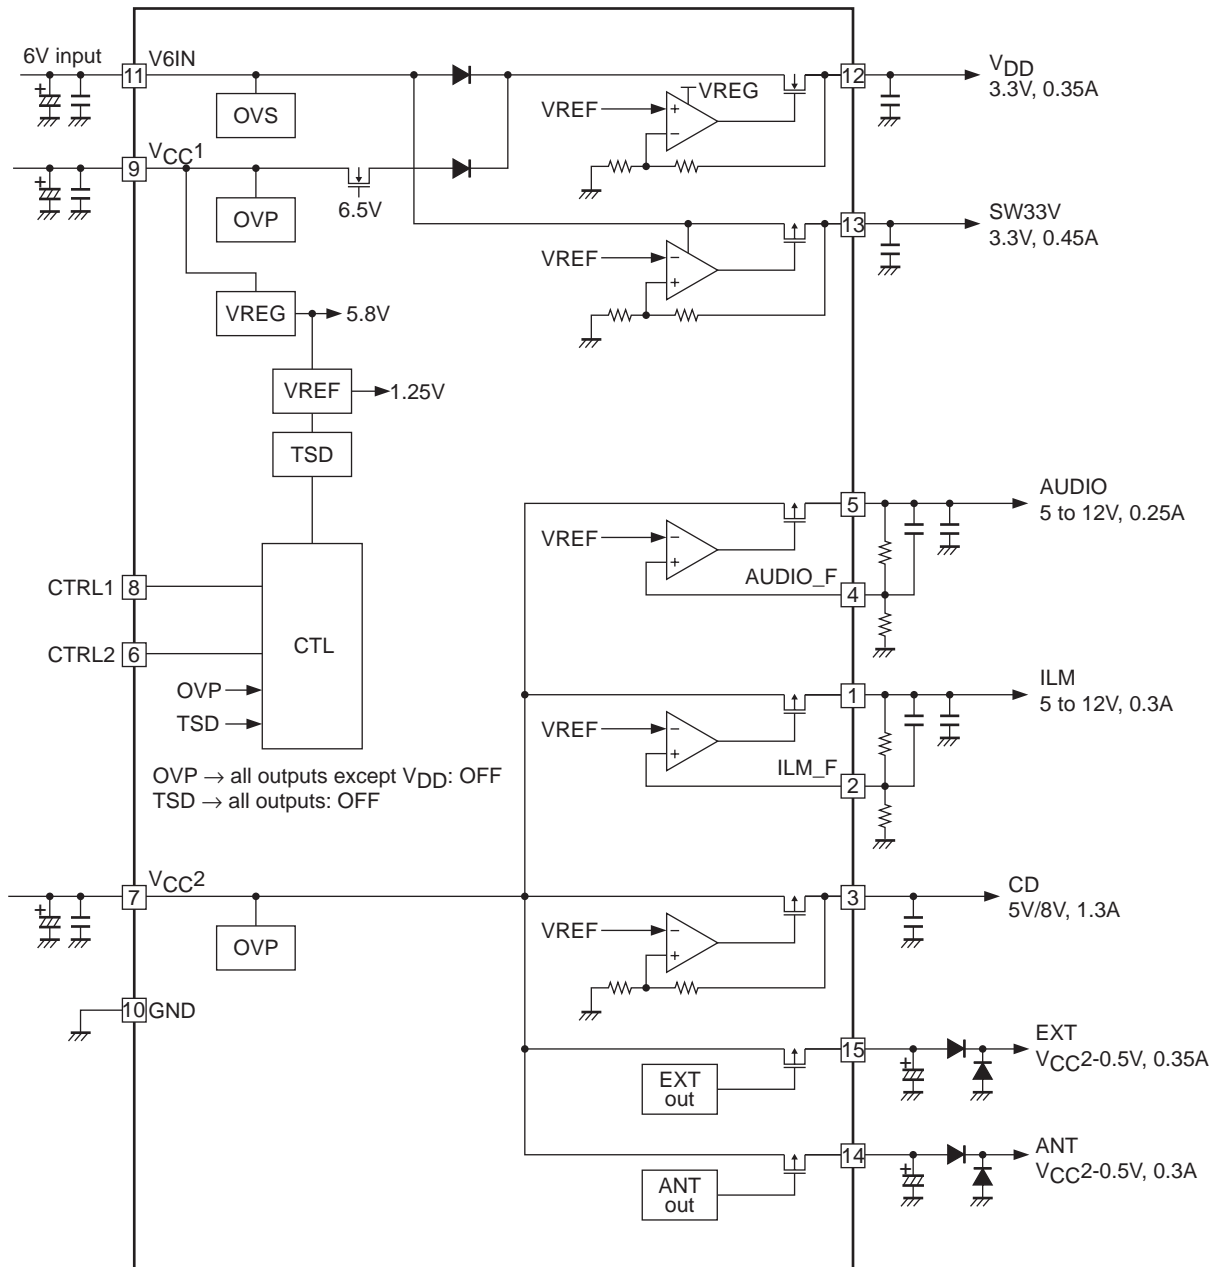 6V input
11
V6IN
OVS
VREF
+
−
VREG
12
VDD
3.3V, 0.35A
+
9
VCC1
OVP
6.5V
+
VREF
−
+
13
SW33V
3.3V, 0.45A
VREG
5.8V
VREF
1.25V
TSD
VREF
−
+
5
AUDIO
5 to 12V, 0.25A
AUDIO_F
4
CTRL1
8
CTRL2
6
CTL
OVP
TSD
OVP → all outputs except VDD: OFF
TSD → all outputs: OFF
VREF
−
+
1
ILM
5 to 12V, 0.3A
ILM_F
2
+
7
VCC2
OVP
VREF
−
+
3
CD
5V/8V, 1.3A
10
GND
EXT
out
15
+
EXT
VCC2-0.5V, 0.35A
ANT
out
14
+
ANT
VCC2-0.5V, 0.3A